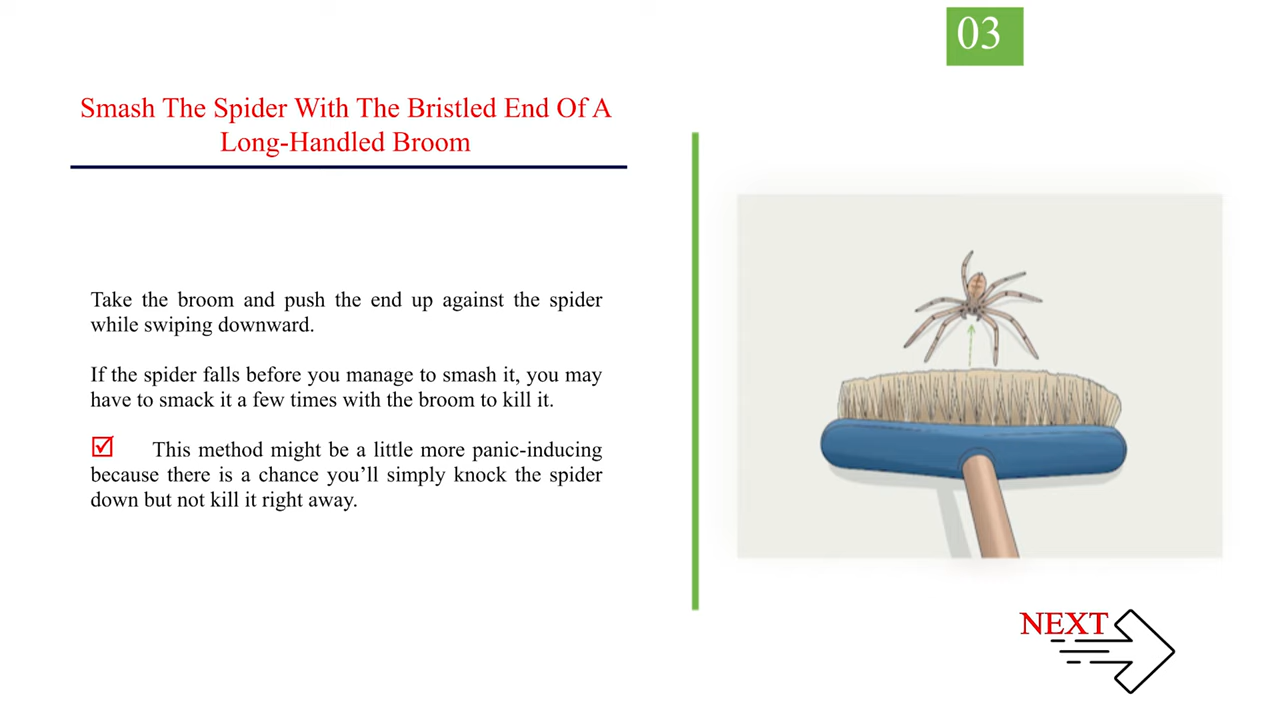 03
Smash The Spider With The Bristled End Of A
Long-Handled Broom
Take the broom and push the end up against the spider
while swiping downward.
If the spider falls before you manage to smash it, you may
have to smack it a few times with the broom to kill it.
This method might be a little more panic-inducing
because there is a chance you’ll simply knock the spider
down but not kill it right away.
NEXT